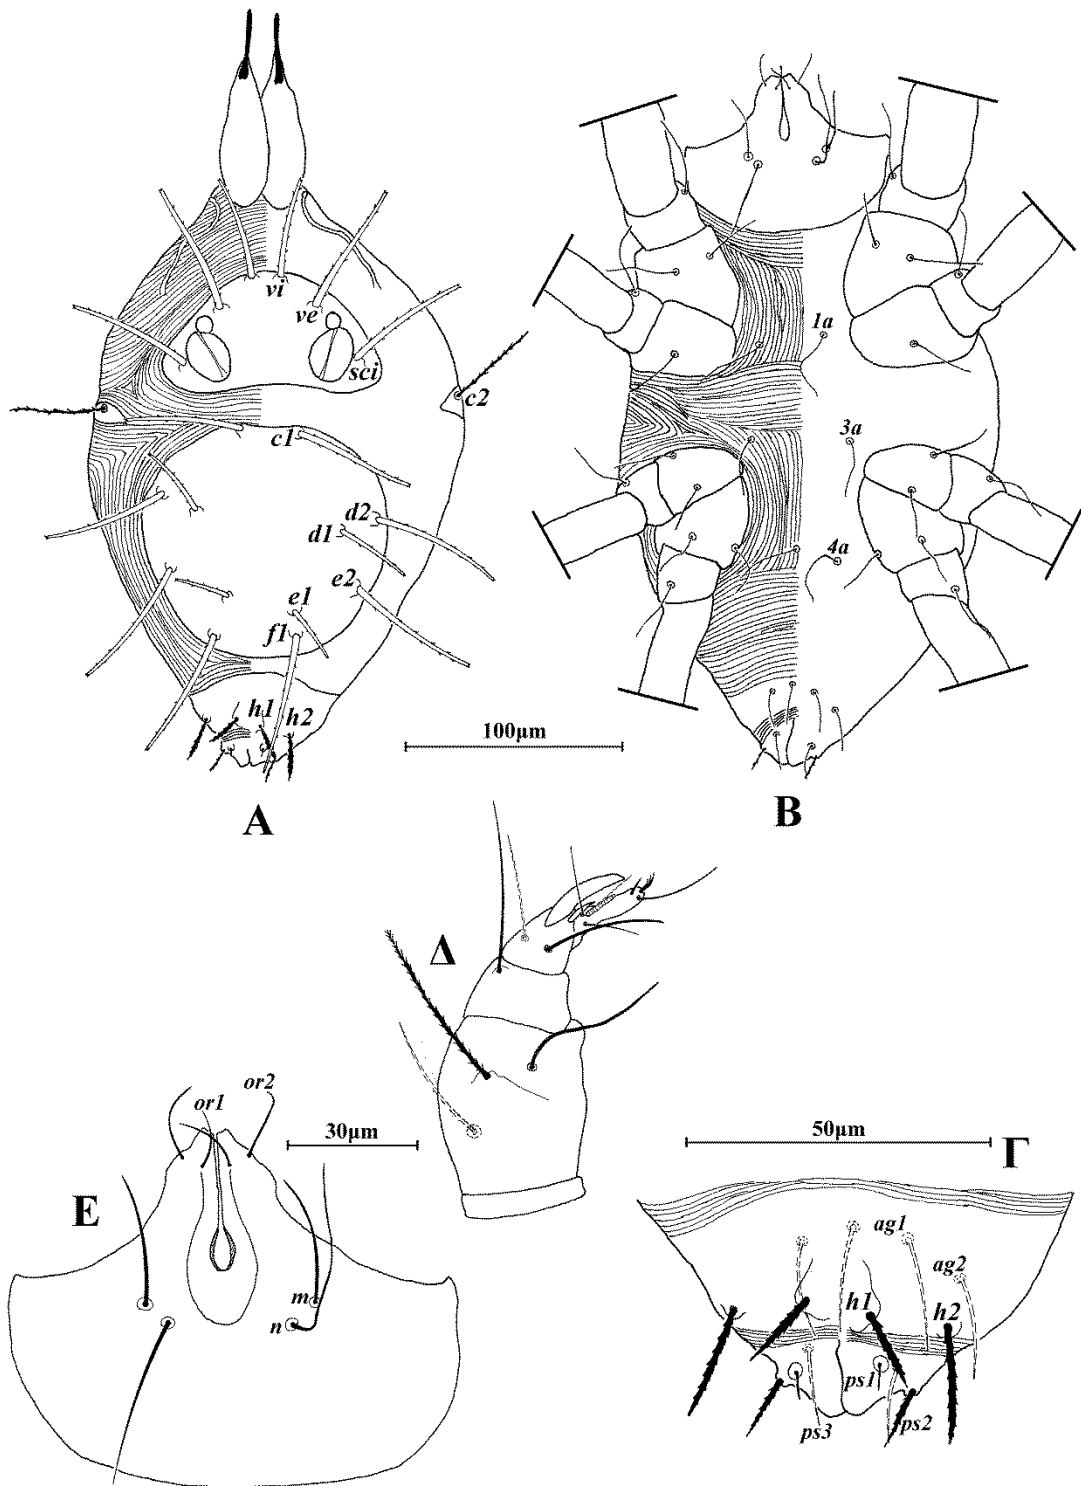 vi
ve
sci
c2
c1
d2
d1
e2
e1
f1
h1
h2
1a
3a
4a
100μm
Α
Β
Δ
or2
or1
30μm
50μm
Γ
Ε
m
n
ag1
ag2
h1
h2
ps1
ps2
ps3